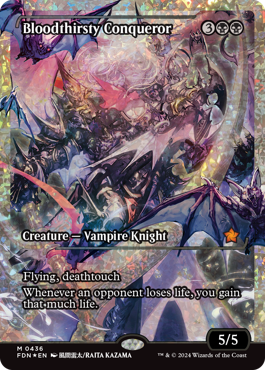 Bloodthirsty Conqueror 3
Creature — Vampire Knight
Flying, deathtouch
Whenever an opponent loses life, you gain
that much life.
5/5
M 0436
FDN★EN 風間雷太/RAITA KAZAMA
™ & © 2024 Wizards of the Coast